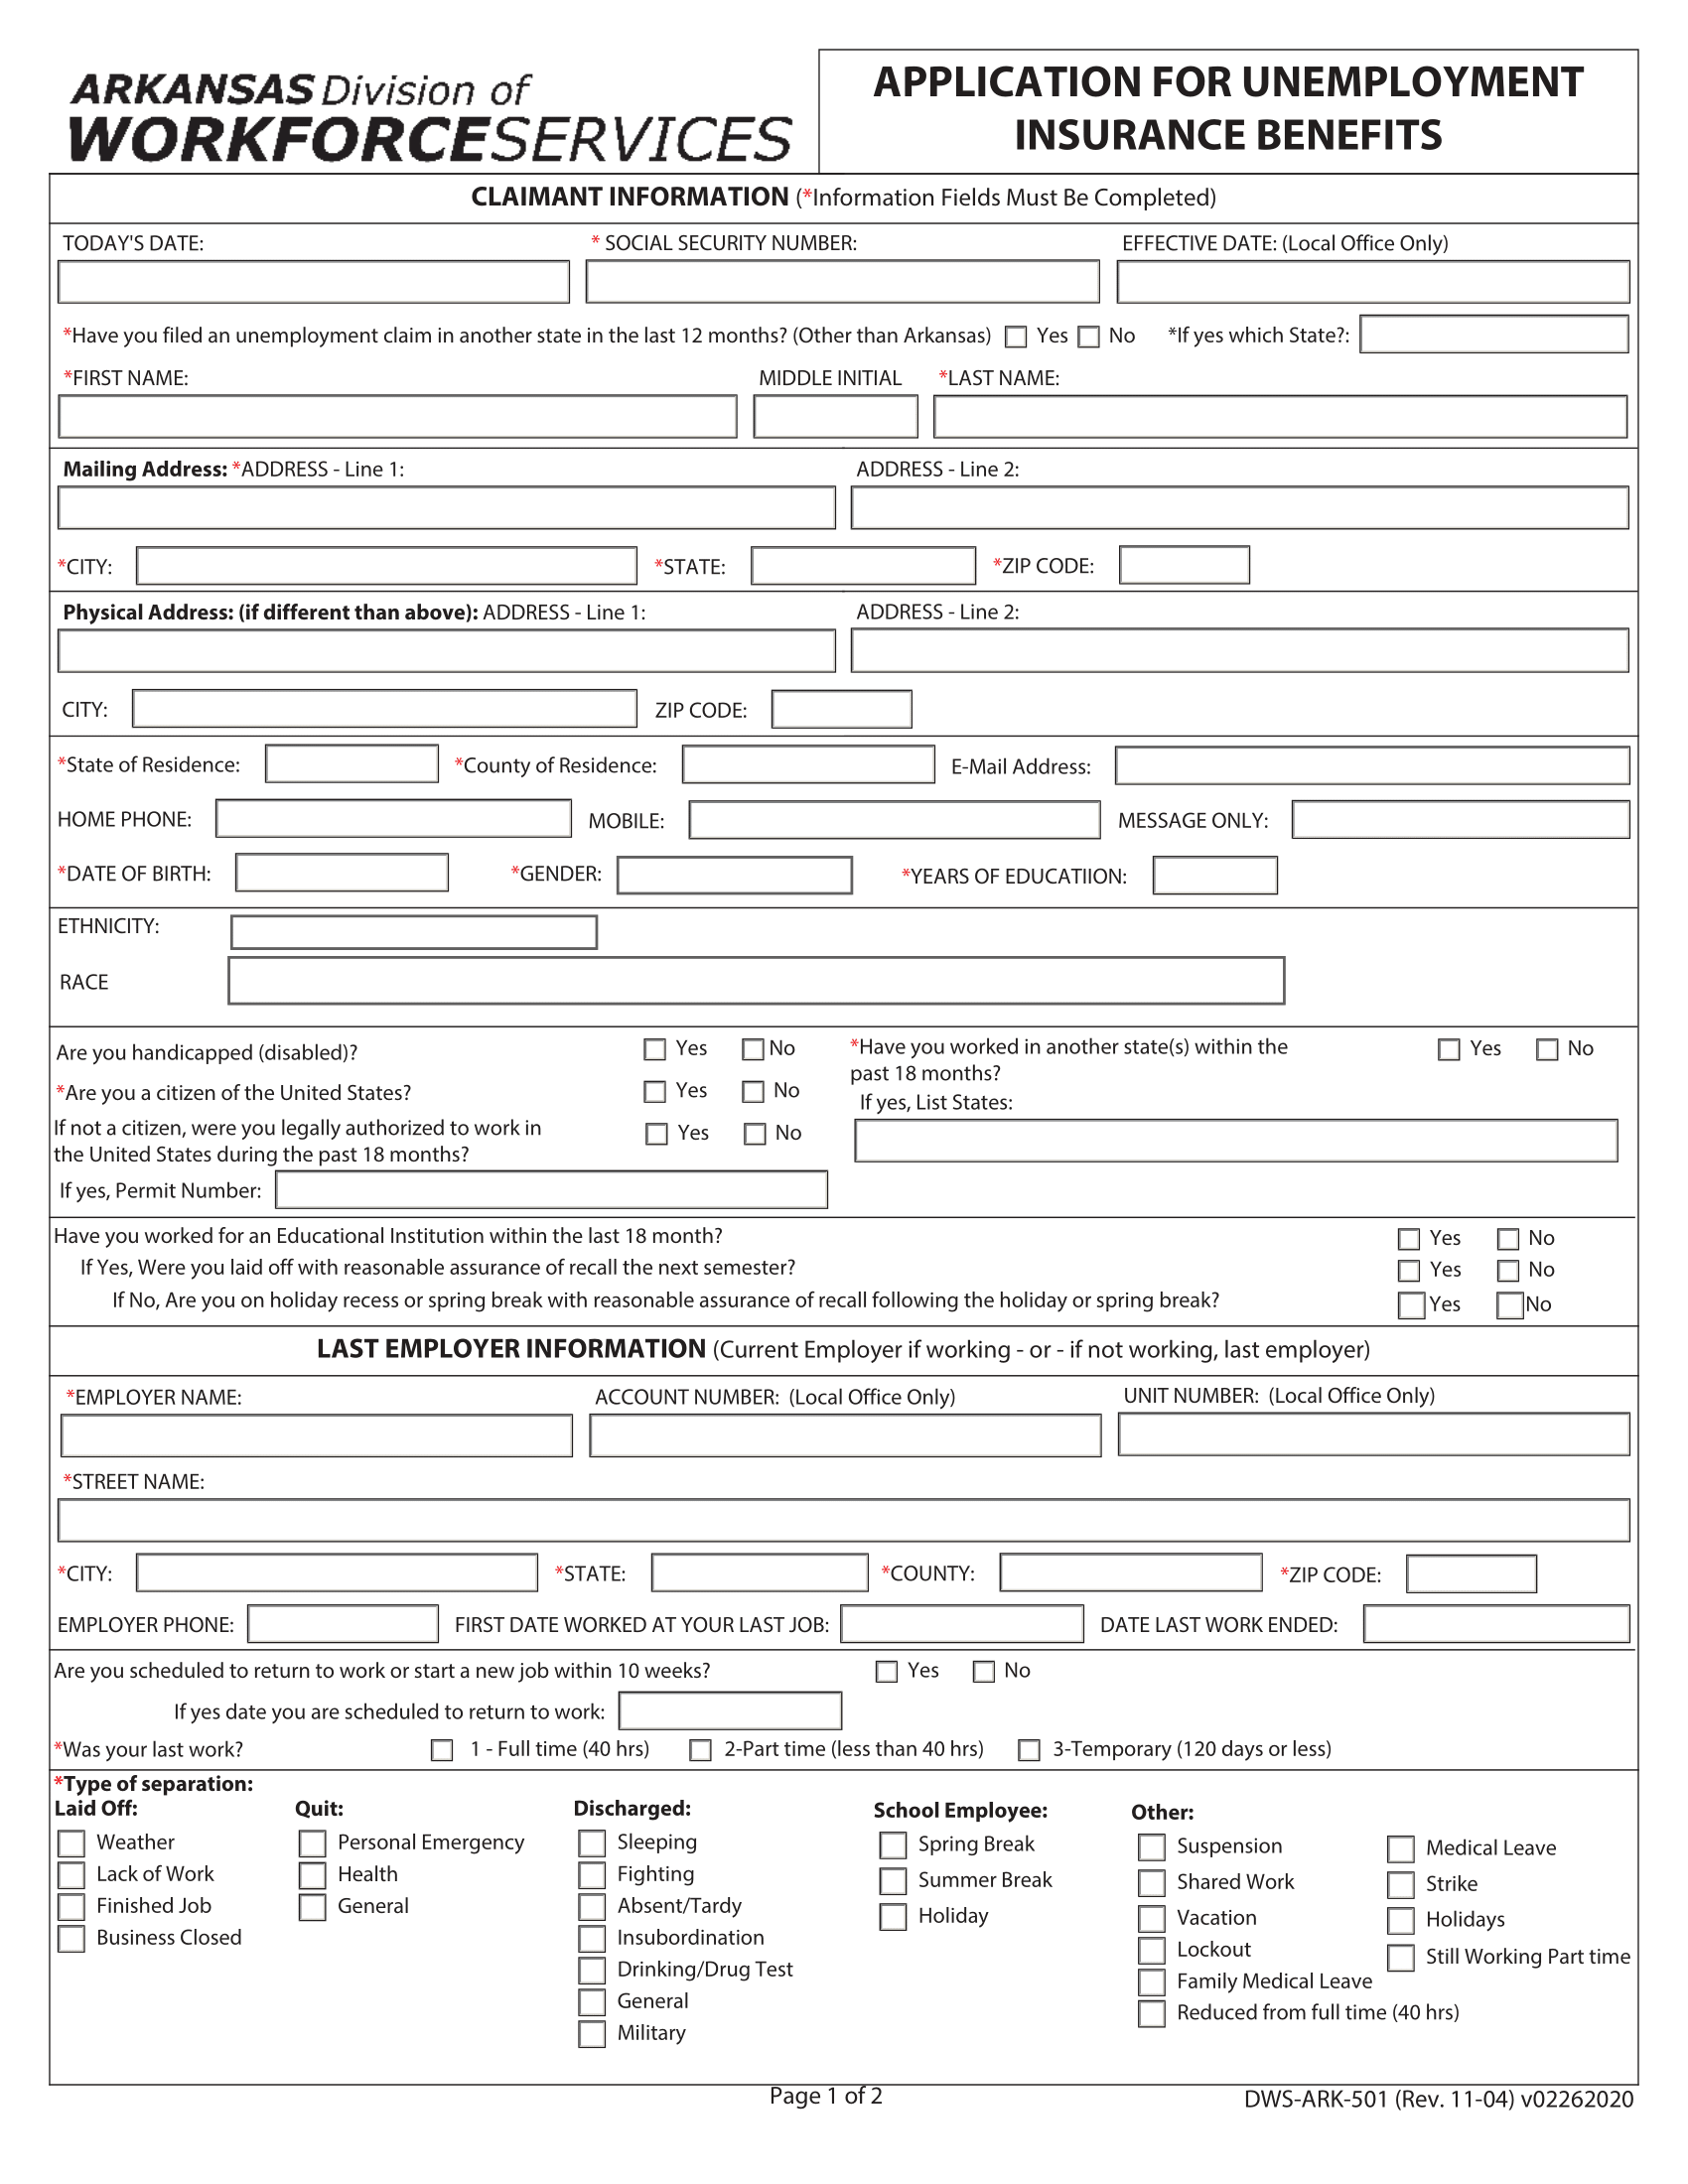 ARKANSAS Division of
WORKFORCESERVICES
APPLICATION FOR UNEMPLOYMENT
INSURANCE BENEFITS
CLAIMANT INFORMATION (*Information Fields Must Be Completed)
TODAY'S DATE: * SOCIAL SECURITY NUMBER: EFFECTIVE DATE: (Local Office Only)
*Have you filed an unemployment claim in another state in the last 12 months? (Other than Arkansas) Yes No *If yes which State?:
*FIRST NAME: MIDDLE INITIAL *LAST NAME:
Mailing Address: *ADDRESS - Line 1: ADDRESS - Line 2:
*CITY: *STATE: *ZIP CODE:
Physical Address: (if different than above): ADDRESS - Line 1: ADDRESS - Line 2:
CITY: ZIP CODE:
*State of Residence: *County of Residence: E-Mail Address:
HOME PHONE: MOBILE: MESSAGE ONLY:
*DATE OF BIRTH: *GENDER: *YEARS OF EDUCATIION:
ETHNICITY:
RACE
Are you handicapped (disabled)? Yes No
*Are you a citizen of the United States? Yes No
If not a citizen, were you legally authorized to work in Yes No
the United States during the past 18 months?
If yes, Permit Number:
*Have you worked in another state(s) within the Yes No
past 18 months?
If yes, List States:
Have you worked for an Educational Institution within the last 18 month? Yes No
If Yes, Were you laid off with reasonable assurance of recall the next semester? Yes No
If No, Are you on holiday recess or spring break with reasonable assurance of recall following the holiday or spring break? Yes No
LAST EMPLOYER INFORMATION (Current Employer if working - or - if not working, last employer)
*EMPLOYER NAME: ACCOUNT NUMBER: (Local Office Only) UNIT NUMBER: (Local Office Only)
*STREET NAME:
*CITY: *STATE: *COUNTY: *ZIP CODE:
EMPLOYER PHONE: FIRST DATE WORKED AT YOUR LAST JOB: DATE LAST WORK ENDED:
Are you scheduled to return to work or start a new job within 10 weeks? Yes No
If yes date you are scheduled to return to work:
*Was your last work? 1 - Full time (40 hrs) 2-Part time (less than 40 hrs) 3-Temporary (120 days or less)
*Type of separation:
Laid Off:
Weather
Lack of Work
Finished Job
Business Closed
Quit:
Personal Emergency
Health
General
Discharged:
Sleeping
Fighting
Absent/Tardy
Insubordination
Drinking/Drug Test
General
Military
School Employee:
Spring Break
Summer Break
Holiday
Other:
Suspension
Shared Work
Vacation
Lockout
Family Medical Leave
Reduced from full time (40 hrs)
Medical Leave
Strike
Holidays
Still Working Part time
Page 1 of 2
DWS-ARK-501 (Rev. 11-04) v02262020